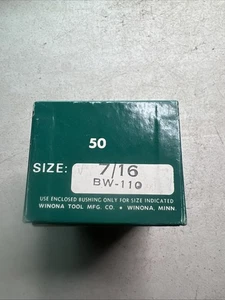 50
SIZE: 7/16
BW-110
USE ENCLOSED BUSHING ONLY FOR SIZE INDICATED
WINONA TOOL MFG. CO. • WINONA, MINN.